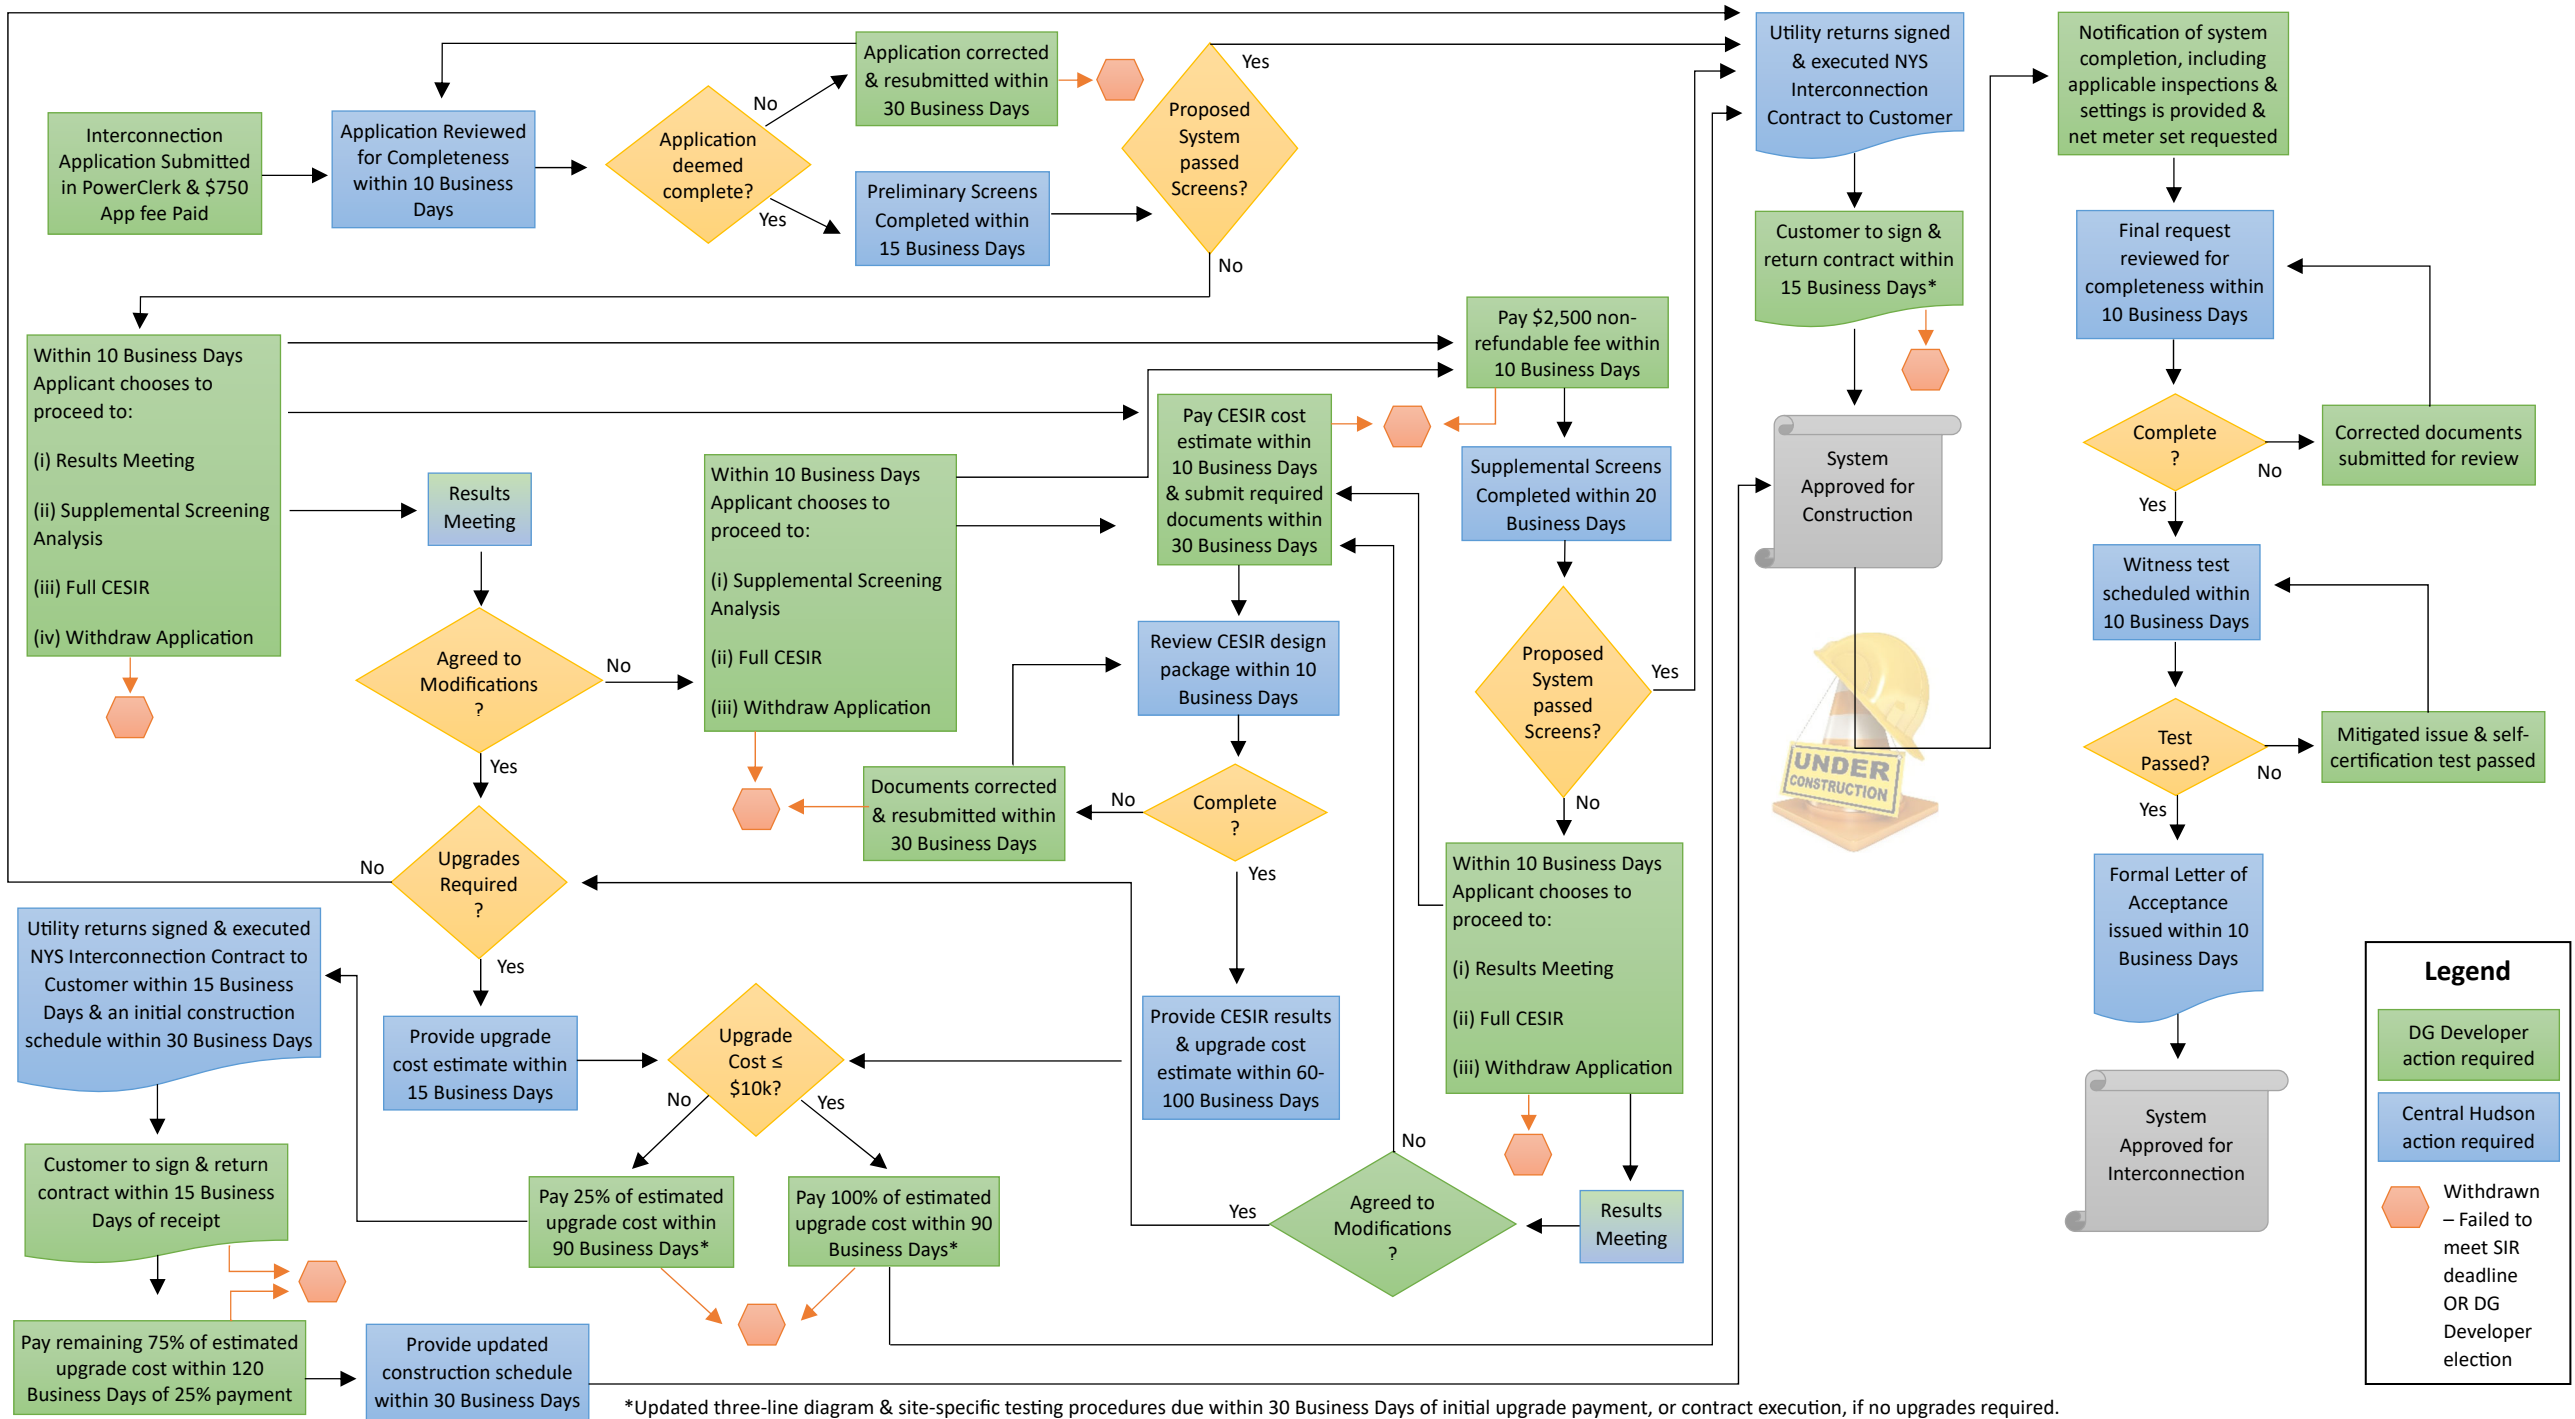 Interconnection
Application Submitted
in PowerClerk & $750
App fee Paid
Application Reviewed
for Completeness
within 10 Business
Days
Application
deemed
complete?
No
Yes
Application corrected
& resubmitted within
30 Business Days
Preliminary Screens
Completed within
15 Business Days
Proposed
System
passed
Screens?
Yes
No
Within 10 Business Days
Applicant chooses to
proceed to:
(i) Results Meeting
(ii) Supplemental Screening
Analysis
(iii) Full CESIR
(iv) Withdraw Application
Results
Meeting
Agreed to
Modifications
?
No
Yes
Within 10 Business Days
Applicant chooses to
proceed to:
(i) Supplemental Screening
Analysis
(ii) Full CESIR
(iii) Withdraw Application
Pay CESIR cost
estimate within
10 Business Days
& submit required
documents within
30 Business Days
Review CESIR design
package within 10
Business Days
Complete
?
No
Yes
Documents corrected
& resubmitted within
30 Business Days
Provide CESIR results
& upgrade cost
estimate within 60-
100 Business Days
Pay $2,500 non-
refundable fee within
10 Business Days
Supplemental Screens
Completed within 20
Business Days
Proposed
System
passed
Screens?
Yes
No
Within 10 Business Days
Applicant chooses to
proceed to:
(i) Results Meeting
(ii) Full CESIR
(iii) Withdraw Application
Results
Meeting
Agreed to
Modifications
?
No
Yes
Upgrades
Required
?
No
Yes
Provide upgrade
cost estimate within
15 Business Days
Upgrade
Cost ≤
$10k?
No
Yes
Pay 25% of estimated
upgrade cost within
90 Business Days*
Pay 100% of estimated
upgrade cost within 90
Business Days*
Utility returns signed & executed
NYS Interconnection Contract to
Customer within 15 Business
Days & an initial construction
schedule within 30 Business Days
Customer to sign & return
contract within 15 Business
Days of receipt
Pay remaining 75% of estimated
upgrade cost within 120
Business Days of 25% payment
Provide updated
construction schedule
within 30 Business Days
Utility returns signed
& executed NYS
Interconnection
Contract to Customer
Customer to sign &
return contract within
15 Business Days*
System
Approved for
Construction
UNDER
CONSTRUCTION
Notification of system
completion, including
applicable inspections &
settings is provided &
net meter set requested
Final request
reviewed for
completeness within
10 Business Days
Complete
?
No
Yes
Corrected documents
submitted for review
Witness test
scheduled within
10 Business Days
Test
Passed?
No
Yes
Mitigated issue & self-
certification test passed
Formal Letter of
Acceptance
issued within 10
Business Days
System
Approved for
Interconnection
Legend
DG Developer
action required
Central Hudson
action required
Withdrawn
– Failed to
meet SIR
deadline
OR DG
Developer
election
*Updated three-line diagram & site-specific testing procedures due within 30 Business Days of initial upgrade payment, or contract execution, if no upgrades required.